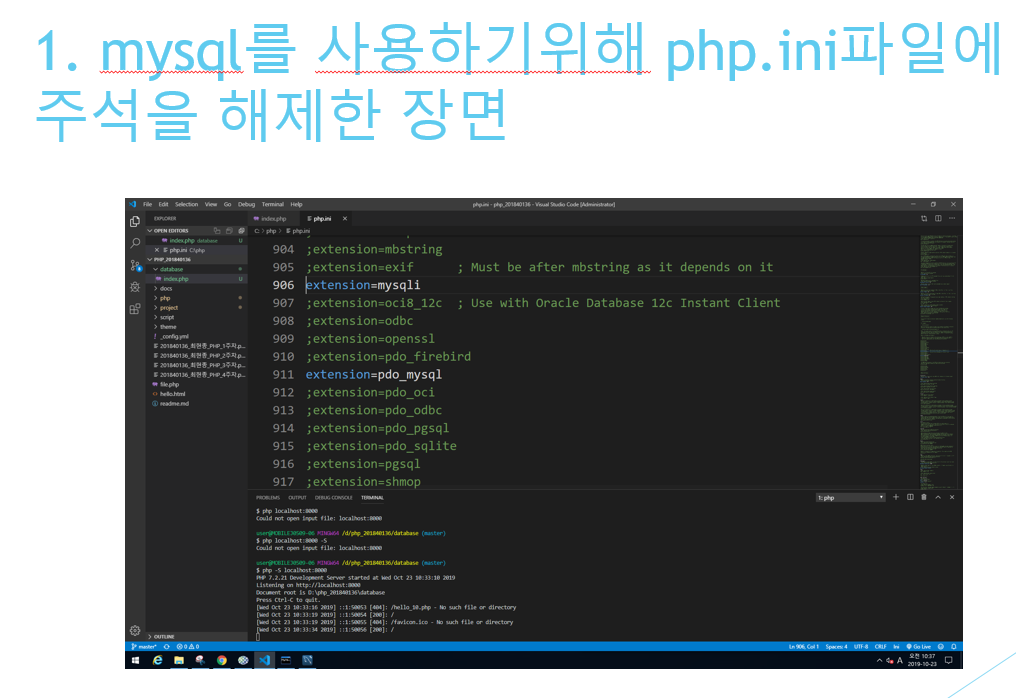 1. mysql를 사용하기위해 php.ini파일에
주석을 해제한 장면
File Edit Selection View Go Debug Terminal Help
php.ini - php_201840136 - Visual Studio Code [Administrator]
EXPLORER
OPEN EDITORS
index.php database U
php.ini C:\php
PHP_201840136
database
index.php U
docs
php
project
script
theme
_config.yml
201840136_최현종_PHP_1주차.p...
201840136_최현종_PHP_2주차.p...
201840136_최현종_PHP_3주차.p...
201840136_최현종_PHP_4주차.p...
file.php
hello.html
readme.md
OUTLINE
index.php php.ini
C: > php > php.ini
904 ;extension=mbstring
905 ;extension=exif ; Must be after mbstring as it depends on it
906 extension=mysqli
907 ;extension=oci8_12c ; Use with Oracle Database 12c Instant Client
908 ;extension=odbc
909 ;extension=openssl
910 ;extension=pdo_firebird
911 extension=pdo_mysql
912 ;extension=pdo_oci
913 ;extension=pdo_odbc
914 ;extension=pdo_pgsql
915 ;extension=pdo_sqlite
916 ;extension=pgsql
917 ;extension=shmop
PROBLEMS OUTPUT DEBUG CONSOLE TERMINAL 1: php
$ php localhost:8000
Could not open input file: localhost:8000
user@MOBILE30509-06 MINGW64 /d/php_201840136/database (master)
$ php localhost:8000 -S
Could not open input file: localhost:8000
user@MOBILE30509-06 MINGW64 /d/php_201840136/database (master)
$ php -S localhost:8000
PHP 7.2.21 Development Server started at Wed Oct 23 10:33:10 2019
Listening on http://localhost:8000
Document root is D:\php_201840136\database
Press Ctrl-C to quit.
[Wed Oct 23 10:33:16 2019] ::1:50053 [404]: /hello_10.php - No such file or directory
[Wed Oct 23 10:33:19 2019] ::1:50054 [200]: /
[Wed Oct 23 10:33:19 2019] ::1:50055 [404]: /favicon.ico - No such file or directory
[Wed Oct 23 10:33:34 2019] ::1:50056 [200]: /
master* 0 0 Ln 906, Col 1 Spaces: 4 UTF-8 CRLF Ini Go Live
A 오전 10:37
2019-10-23